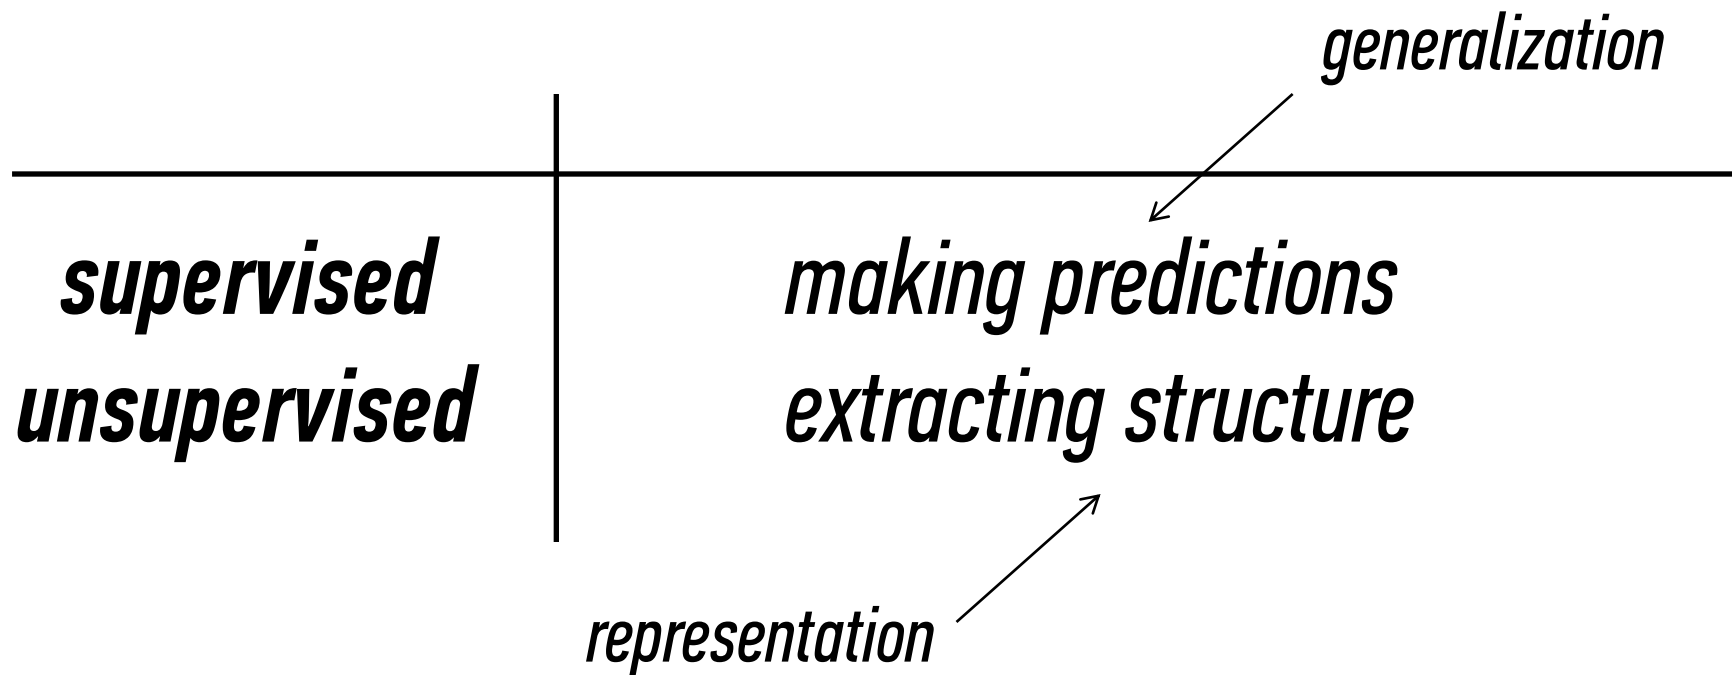 generalization
supervised making predictions
unsupervised extracting structure
representation